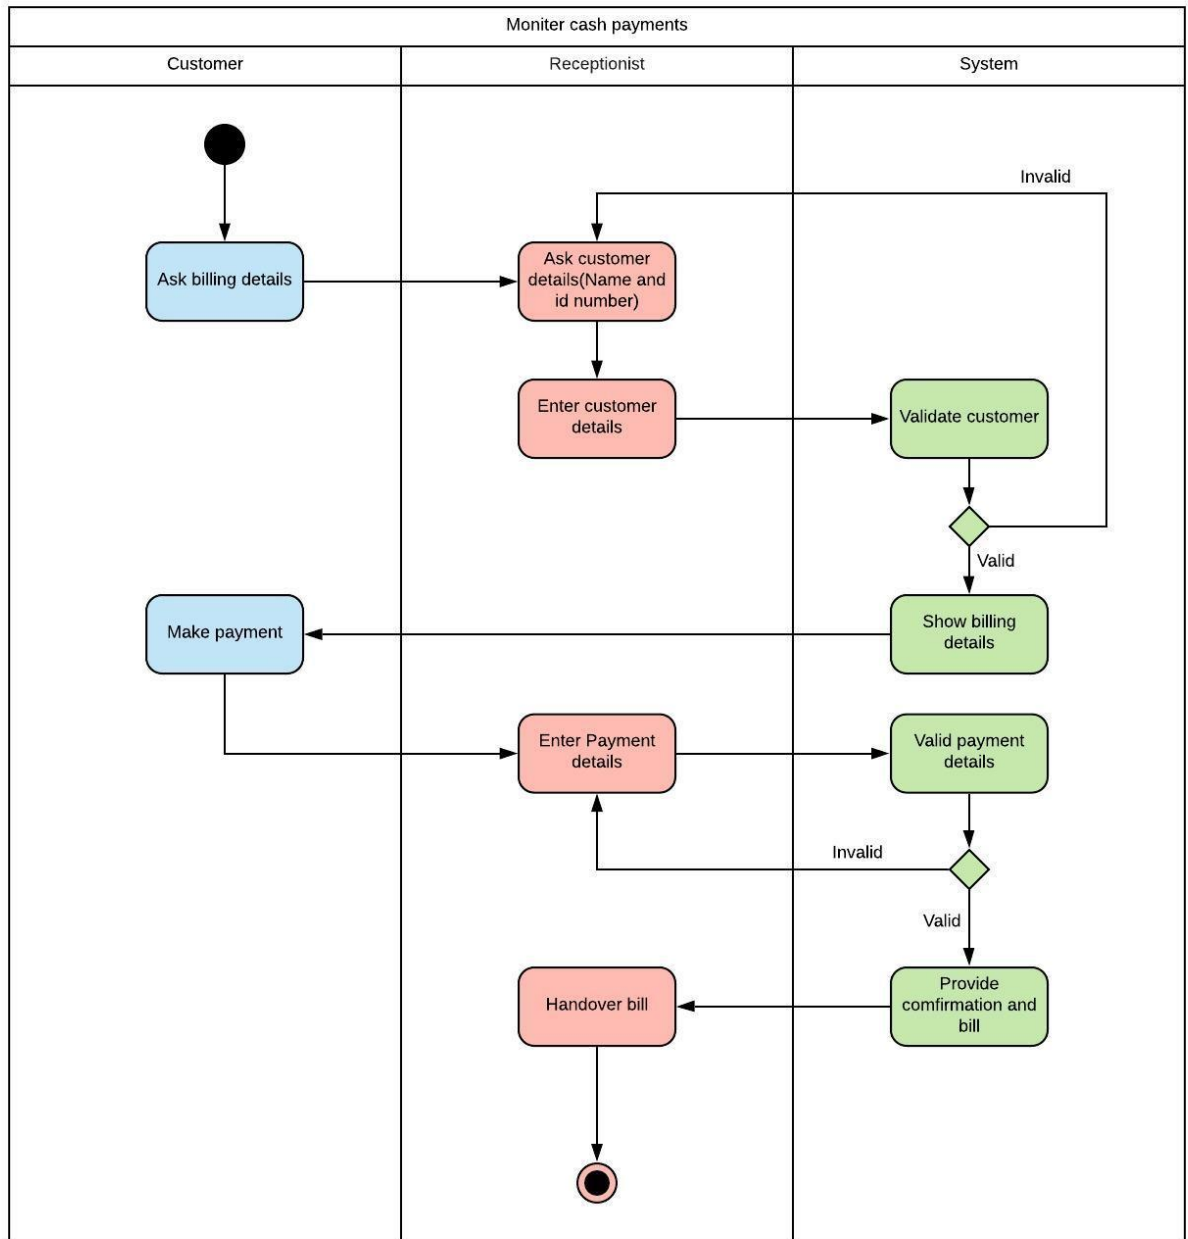 Moniter cash payments
Customer
Receptionist
System
Invalid
Ask billing details
Ask customer
details(Name and
id number)
Enter customer
details
Validate customer
Valid
Make payment
Show billing
details
Enter Payment
details
Valid payment
details
Invalid
Valid
Handover bill
Provide
comfirmation and
bill